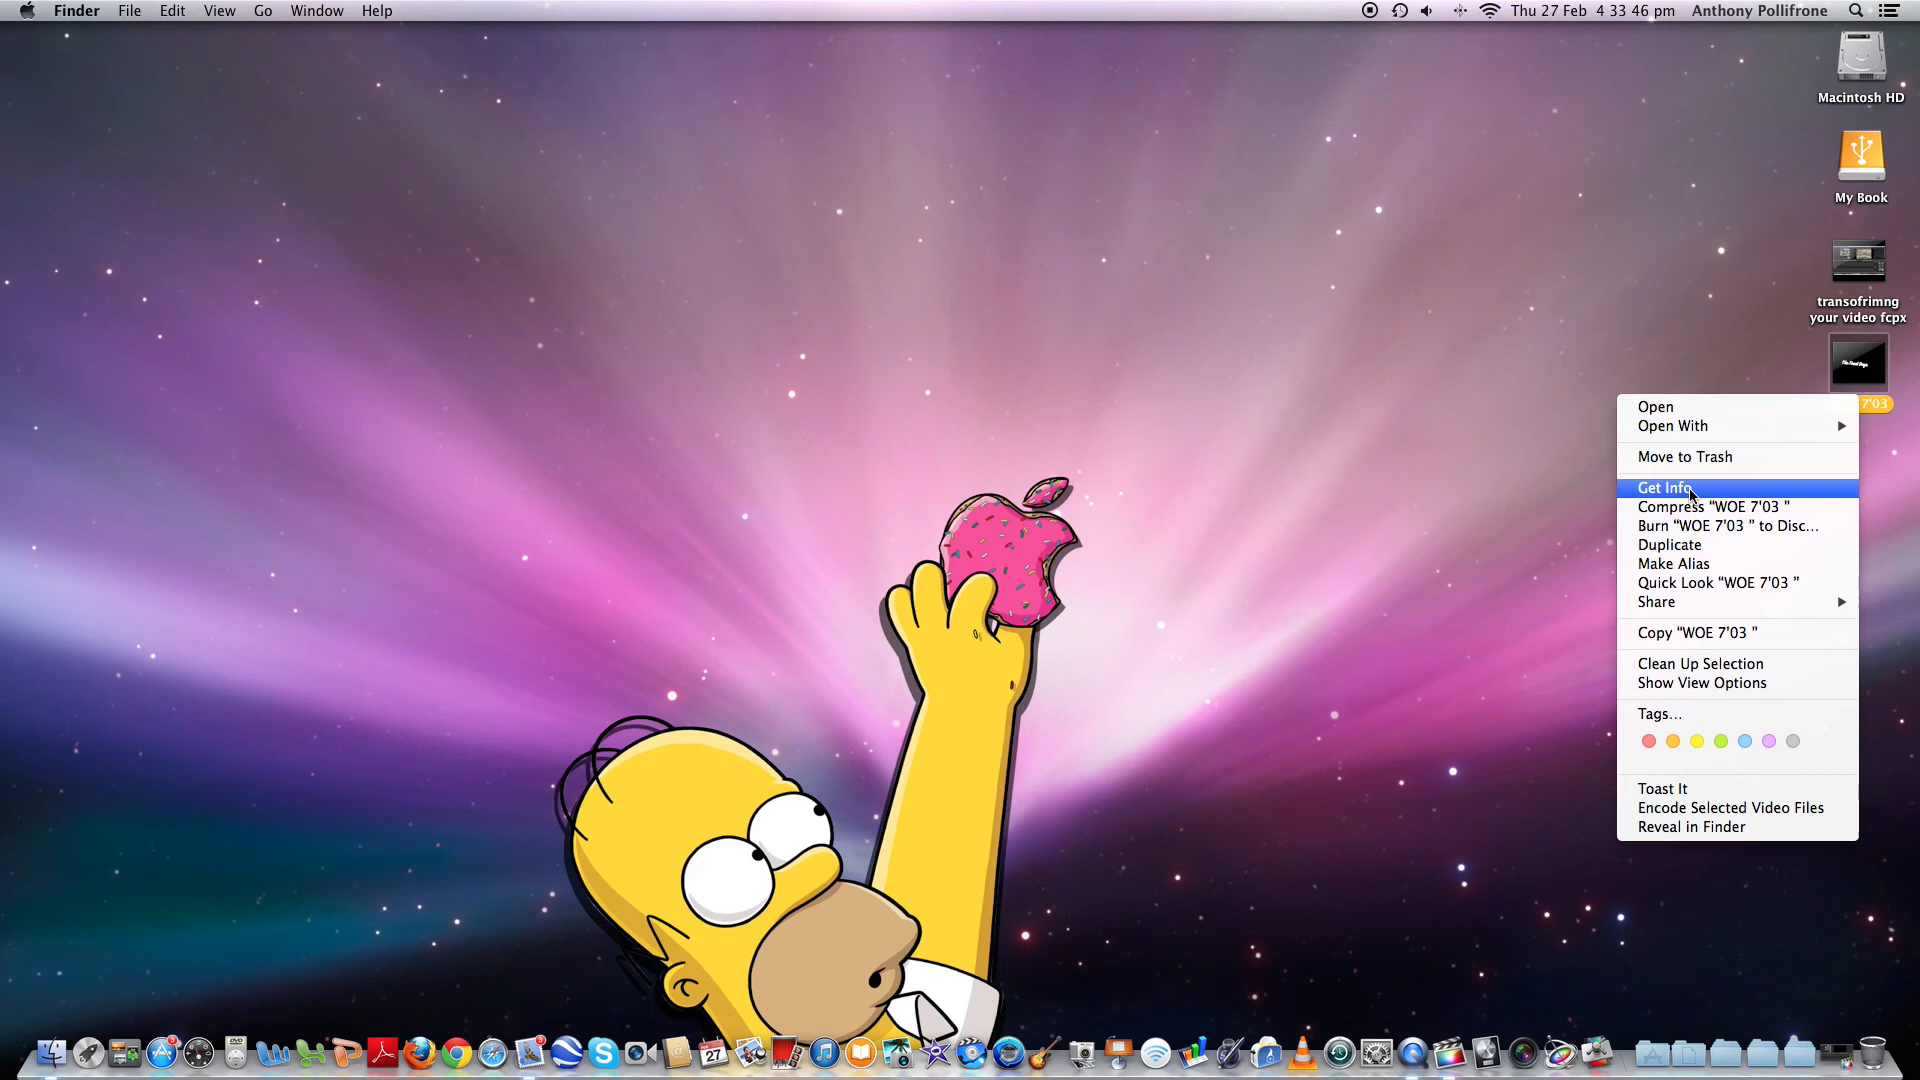 Finder File Edit View Go Window Help
Thu 27 Feb 4 33 46 pm Anthony Pollifrone
Macintosh HD
My Book
transofrimng
your video fcpx
7'03
Open
Open With
Move to Trash
Get Info
Compress “WOE 7'03 ”
Burn “WOE 7'03 ” to Disc...
Duplicate
Make Alias
Quick Look “WOE 7'03 ”
Share
Copy “WOE 7'03 ”
Clean Up Selection
Show View Options
Tags...
Toast It
Encode Selected Video Files
Reveal in Finder
3
27
3